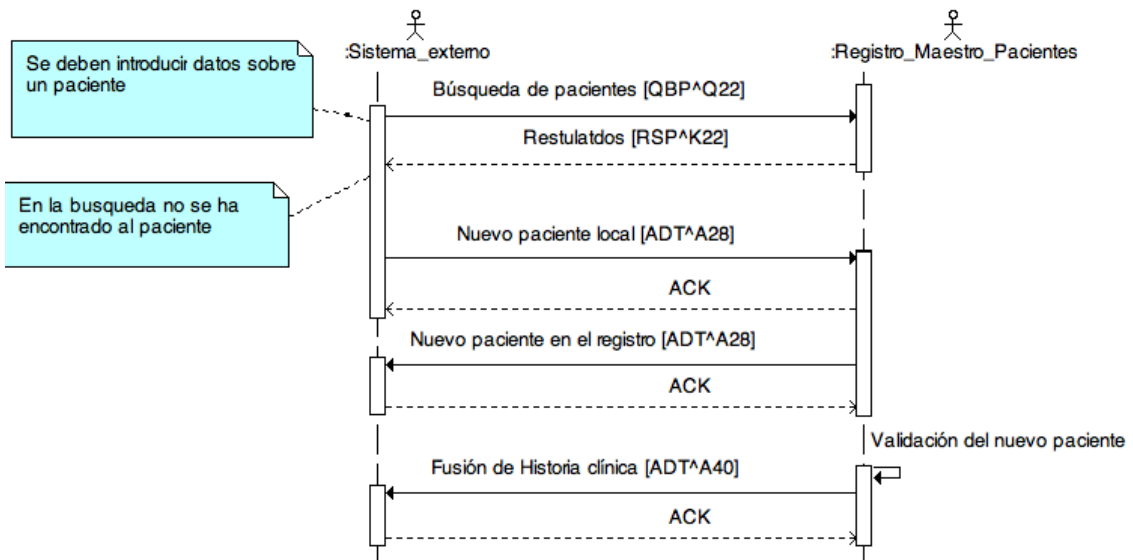 :Sistema_externo
:Registro_Maestro_Pacientes
Se deben introducir datos sobre
un paciente
Búsqueda de pacientes [QBP^Q22]
Restulatdos [RSP^K22]
En la busqueda no se ha
encontrado al paciente
Nuevo paciente local [ADT^A28]
ACK
Nuevo paciente en el registro [ADT^A28]
ACK
Validación del nuevo paciente
Fusión de Historia clínica [ADT^A40]
ACK